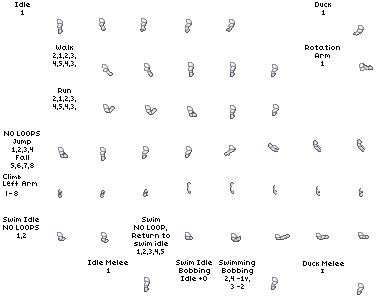 Idle
1
Duck
1
Walk
2,1,2,3,
4,5,4,3,
Rotation
Arm
1
Run
2,1,2,3,
4,5,4,3,
NO LOOPS
Jump
1,2,3,4
Fall
5,6,7,8
Climb
Left Arm
1-8
Swim Idle
NO LOOPS
1,2
Swim
NO LOOP,
Return to
swim idle
1,2,3,4,5
Idle Melee
1
Swim Idle
Bobbing
Idle +0
Swimming
Bobbing
2,4 -1v,
3 -2
Duck Melee
1